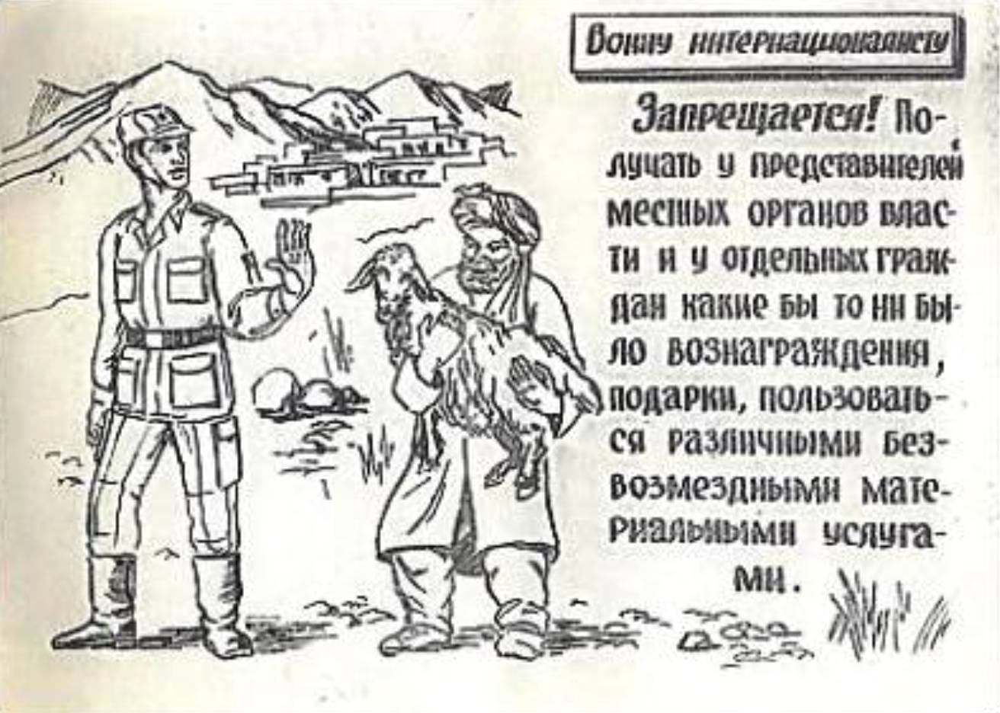 Воину интернационалисту
Запрещается! По-
лучать у представителей
местных органов влас-
ти и у отдельных граж-
дан какие бы то ни бы-
ло вознаграждения,
подарки, пользовать-
ся различными без-
возмездными мате-
риальными услуга-
ми.